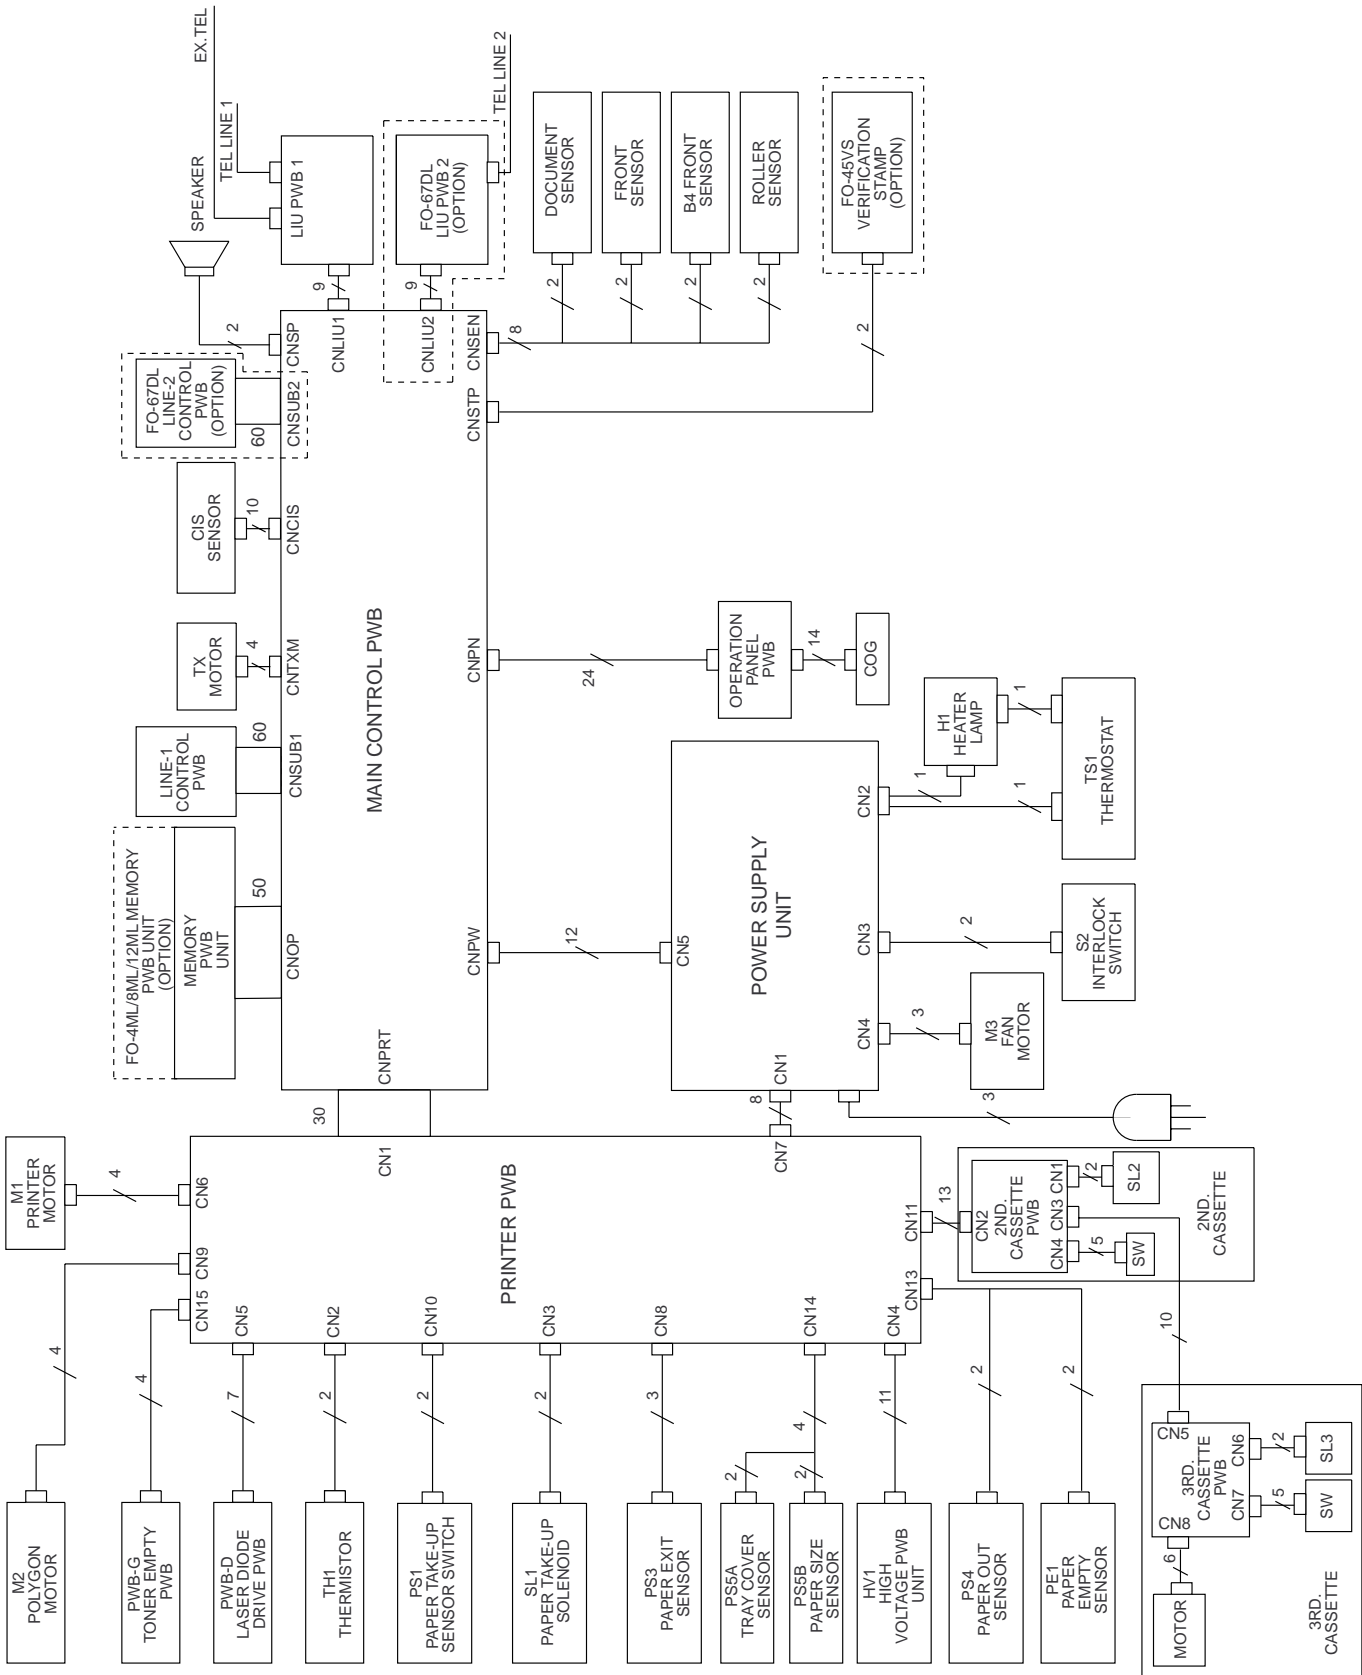 EX.TEL
TEL LINE 1
SPEAKER
LIU PWB 1
TEL LINE 2
FO-67DL
LIU PWB 2
(OPTION)
DOCUMENT
SENSOR
FRONT
SENSOR
B4 FRONT
SENSOR
ROLLER
SENSOR
FO-45VS
VERIFICATION
STAMP
(OPTION)
9
9
2
2
2
2
2
2
8
CNSP
CNLIU1
CNLIU2
CNSEN
CNSTP
FO-67DL
LINE-2
CONTROL
PWB
(OPTION)
60
CNSUB2
CIS
SENSOR
10
CNCIS
TX
MOTOR
4
CNTXM
LINE-1
CONTROL
PWB
60
CNSUB1
FO-4ML/8ML/12ML MEMORY
PWB UNIT
(OPTION)
MEMORY
PWB
UNIT
50
CNOP
MAIN CONTROL PWB
CNPN
24
OPERATION
PANEL
PWB
14
COG
CNPW
12
CN5
CNPRT
POWER SUPPLY
UNIT
CN2
CN3
CN4
CN1
1
1
1
H1
HEATER
LAMP
TS1
THERMOSTAT
2
S2
INTERLOCK
SWITCH
3
M3
FAN
MOTOR
3
8
30
CN1
CN7
M1
PRINTER
MOTOR
4
CN6
CN9
CN15
CN5
CN2
CN10
CN3
CN8
CN14
CN4
CN13
CN11
PRINTER PWB
13
CN2
2ND.
CASSETTE
PWB
CN1
CN3
CN4
2
SL2
5
SW
2ND.
CASSETTE
10
4
4
7
2
2
2
3
4
2
2
11
2
2
M2
POLYGON
MOTOR
PWB-G
TONER EMPTY
PWB
PWB-D
LASER DIODE
DRIVE PWB
TH1
THERMISTOR
PS1
PAPER TAKE-UP
SENSOR SWITCH
SL1
PAPER TAKE-UP
SOLENOID
PS3
PAPER EXIT
SENSOR
PS5A
TRAY COVER
SENSOR
PS5B
PAPER SIZE
SENSOR
HV1
HIGH
VOLTAGE PWB
UNIT
PS4
PAPER OUT
SENSOR
PE1
PAPER
EMPTY
SENSOR
CN5
3RD.
CASSETTE
PWB
CN6
CN7
CN8
2
SL3
5
SW
6
MOTOR
3RD.
CASSETTE